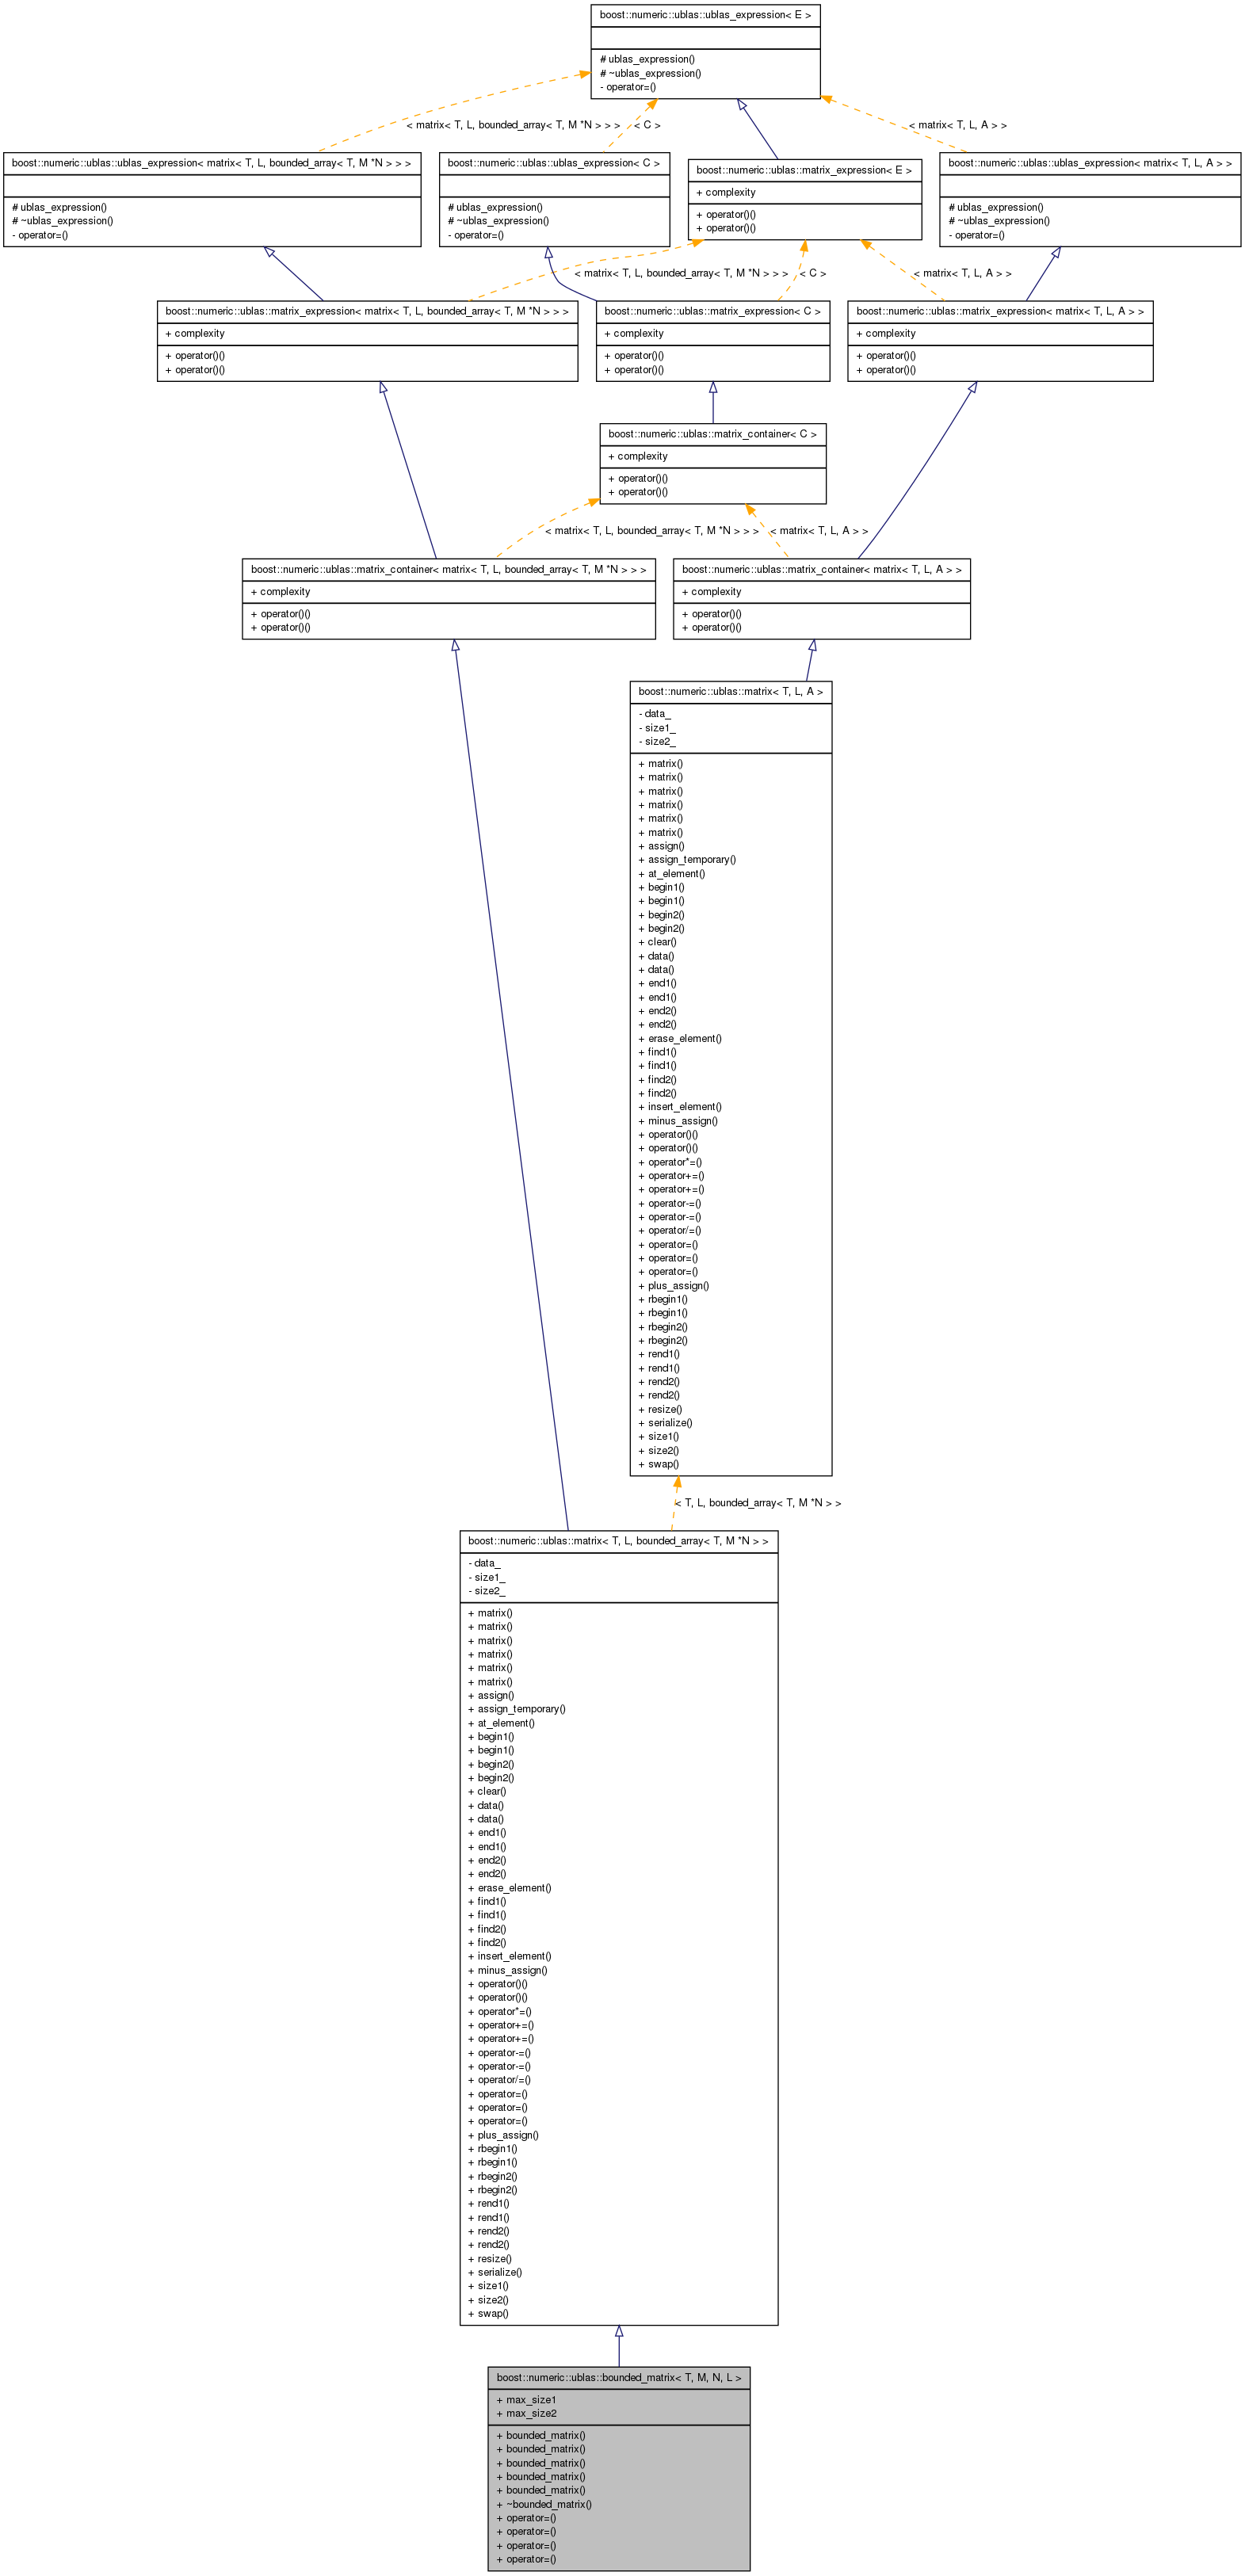 boost::numeric::ublas::ublas_expression< E >
# ublas_expression()
# ~ublas_expression()
- operator=()
< matrix< T, L, bounded_array< T, M *N > > >
< C >
< matrix< T, L, A > >
boost::numeric::ublas::ublas_expression< matrix< T, L, bounded_array< T, M *N > > >
# ublas_expression()
# ~ublas_expression()
- operator=()
boost::numeric::ublas::ublas_expression< C >
# ublas_expression()
# ~ublas_expression()
- operator=()
boost::numeric::ublas::matrix_expression< E >
+ complexity
+ operator()()
+ operator()()
boost::numeric::ublas::ublas_expression< matrix< T, L, A > >
# ublas_expression()
# ~ublas_expression()
- operator=()
< matrix< T, L, bounded_array< T, M *N > > >
< C >
< matrix< T, L, A > >
boost::numeric::ublas::matrix_expression< matrix< T, L, bounded_array< T, M *N > > >
+ complexity
+ operator()()
+ operator()()
boost::numeric::ublas::matrix_expression< C >
+ complexity
+ operator()()
+ operator()()
boost::numeric::ublas::matrix_expression< matrix< T, L, A > >
+ complexity
+ operator()()
+ operator()()
boost::numeric::ublas::matrix_container< C >
+ complexity
+ operator()()
+ operator()()
< matrix< T, L, bounded_array< T, M *N > > >
< matrix< T, L, A > >
boost::numeric::ublas::matrix_container< matrix< T, L, bounded_array< T, M *N > > >
+ complexity
+ operator()()
+ operator()()
boost::numeric::ublas::matrix_container< matrix< T, L, A > >
+ complexity
+ operator()()
+ operator()()
boost::numeric::ublas::matrix< T, L, A >
- data_
- size1_
- size2_
+ matrix()
+ matrix()
+ matrix()
+ matrix()
+ matrix()
+ matrix()
+ assign()
+ assign_temporary()
+ at_element()
+ begin1()
+ begin1()
+ begin2()
+ begin2()
+ clear()
+ data()
+ data()
+ end1()
+ end1()
+ end2()
+ end2()
+ erase_element()
+ find1()
+ find1()
+ find2()
+ find2()
+ insert_element()
+ minus_assign()
+ operator()()
+ operator()()
+ operator*=()
+ operator+=()
+ operator+=()
+ operator-=()
+ operator-=()
+ operator/=()
+ operator=()
+ operator=()
+ operator=()
+ plus_assign()
+ rbegin1()
+ rbegin1()
+ rbegin2()
+ rbegin2()
+ rend1()
+ rend1()
+ rend2()
+ rend2()
+ resize()
+ serialize()
+ size1()
+ size2()
+ swap()
< T, L, bounded_array< T, M *N > >
boost::numeric::ublas::matrix< T, L, bounded_array< T, M *N > >
- data_
- size1_
- size2_
+ matrix()
+ matrix()
+ matrix()
+ matrix()
+ matrix()
+ matrix()
+ assign()
+ assign_temporary()
+ at_element()
+ begin1()
+ begin1()
+ begin2()
+ begin2()
+ clear()
+ data()
+ data()
+ end1()
+ end1()
+ end2()
+ end2()
+ erase_element()
+ find1()
+ find1()
+ find2()
+ find2()
+ insert_element()
+ minus_assign()
+ operator()()
+ operator()()
+ operator*=()
+ operator+=()
+ operator+=()
+ operator-=()
+ operator-=()
+ operator/=()
+ operator=()
+ operator=()
+ operator=()
+ plus_assign()
+ rbegin1()
+ rbegin1()
+ rbegin2()
+ rbegin2()
+ rend1()
+ rend1()
+ rend2()
+ rend2()
+ resize()
+ serialize()
+ size1()
+ size2()
+ swap()
boost::numeric::ublas::bounded_matrix< T, M, N, L >
+ max_size1
+ max_size2
+ bounded_matrix()
+ bounded_matrix()
+ bounded_matrix()
+ bounded_matrix()
+ bounded_matrix()
+ ~bounded_matrix()
+ operator=()
+ operator=()
+ operator=()
+ operator=()